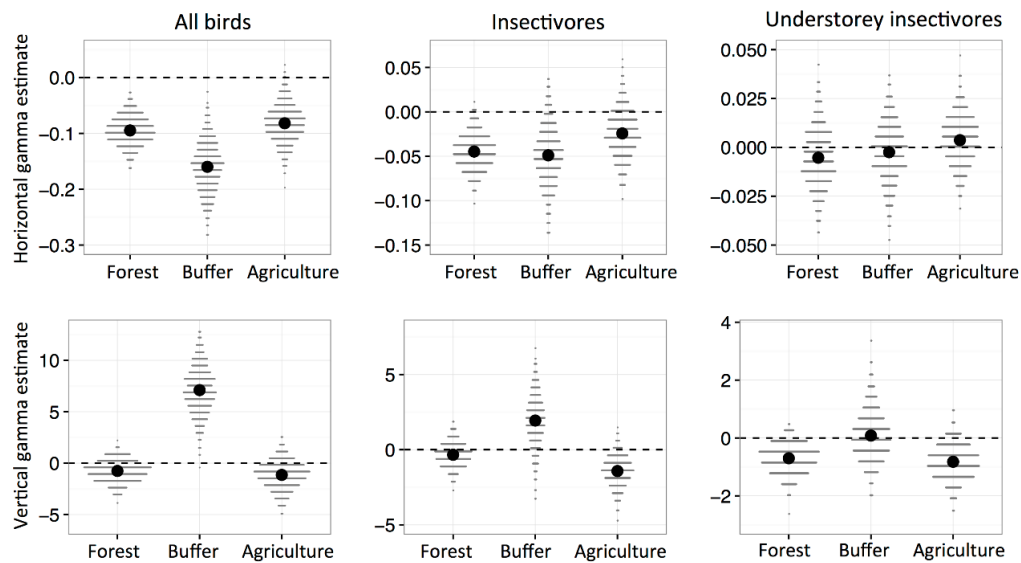 All birds
Insectivores
Understorey insectivores
Horizontal gamma estimate
0.0
−0.1
−0.2
−0.3
Forest Buffer Agriculture
0.05
0.00
−0.05
−0.10
−0.15
Forest Buffer Agriculture
0.050
0.025
0.000
−0.025
−0.050
Forest Buffer Agriculture
Vertical gamma estimate
10
5
0
−5
Forest Buffer Agriculture
5
0
−5
Forest Buffer Agriculture
4
2
0
−2
Forest Buffer Agriculture